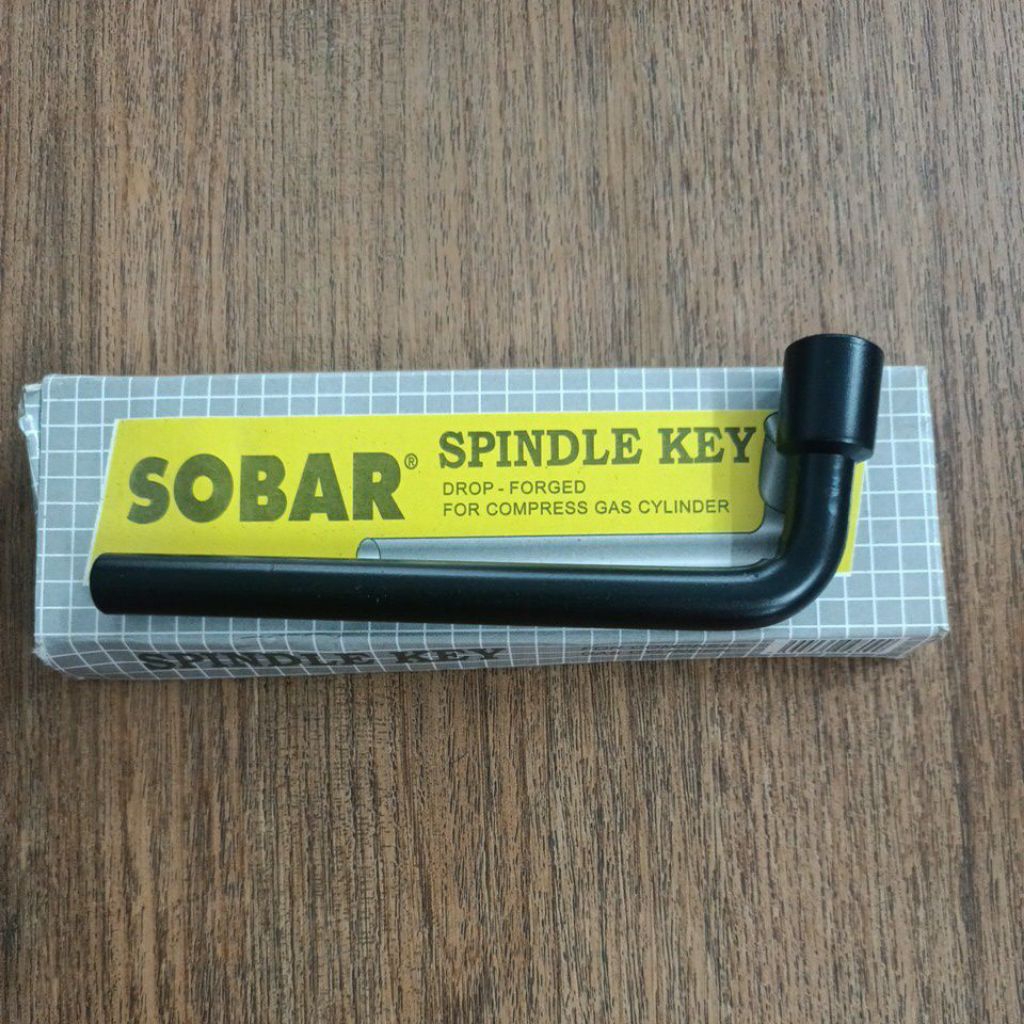 SOBAR®
SPINDLE KEY
DROP - FORGED
FOR COMPRESS GAS CYLINDER
SPINDLE KEY